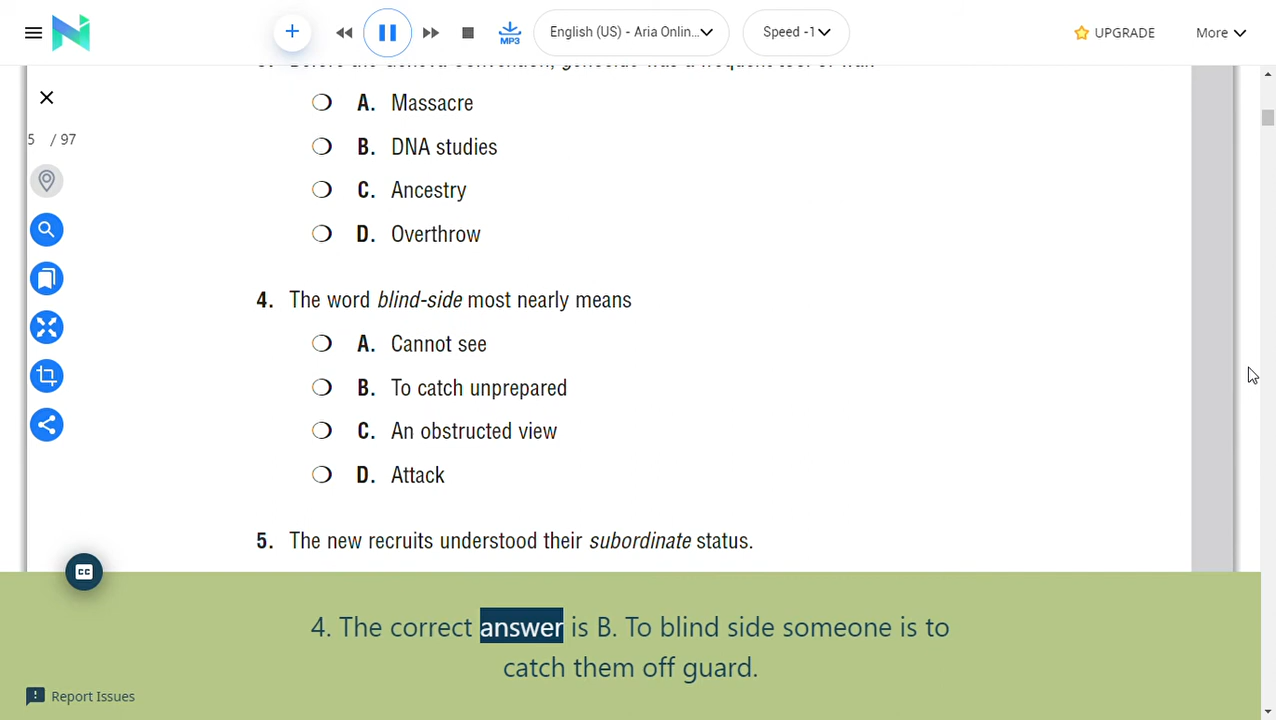 MP3
English (US) - Aria Onlin...
Speed -1
UPGRADE
More
5 / 97
A. Massacre
B. DNA studies
C. Ancestry
D. Overthrow
4. The word blind-side most nearly means
A. Cannot see
B. To catch unprepared
C. An obstructed view
D. Attack
5. The new recruits understood their subordinate status.
CC
4. The correct answer is B. To blind side someone is to
catch them off guard.
Report Issues